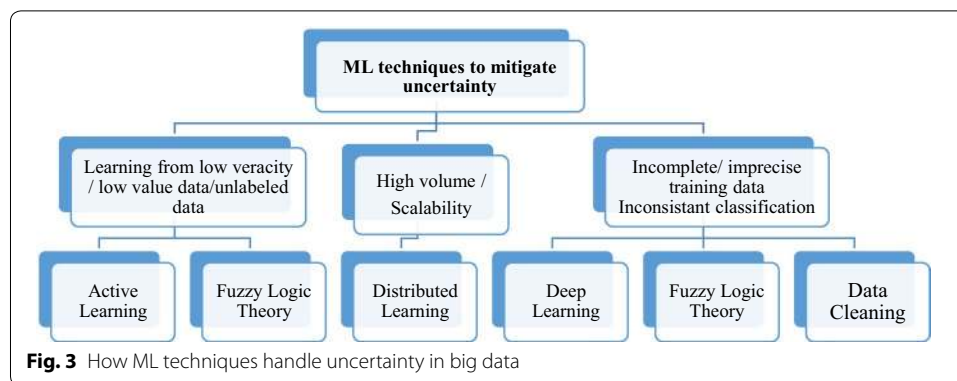 ML techniques to mitigate
uncertainty
Learning from low veracity
/ low value data/unlabeled
data
High volume /
Scalability
Incomplete/ imprecise
training data
Inconsistant classification
Active
Learning
Fuzzy Logic
Theory
Distributed
Learning
Deep
Learning
Fuzzy Logic
Theory
Data
Cleaning
Fig. 3 How ML techniques handle uncertainty in big data